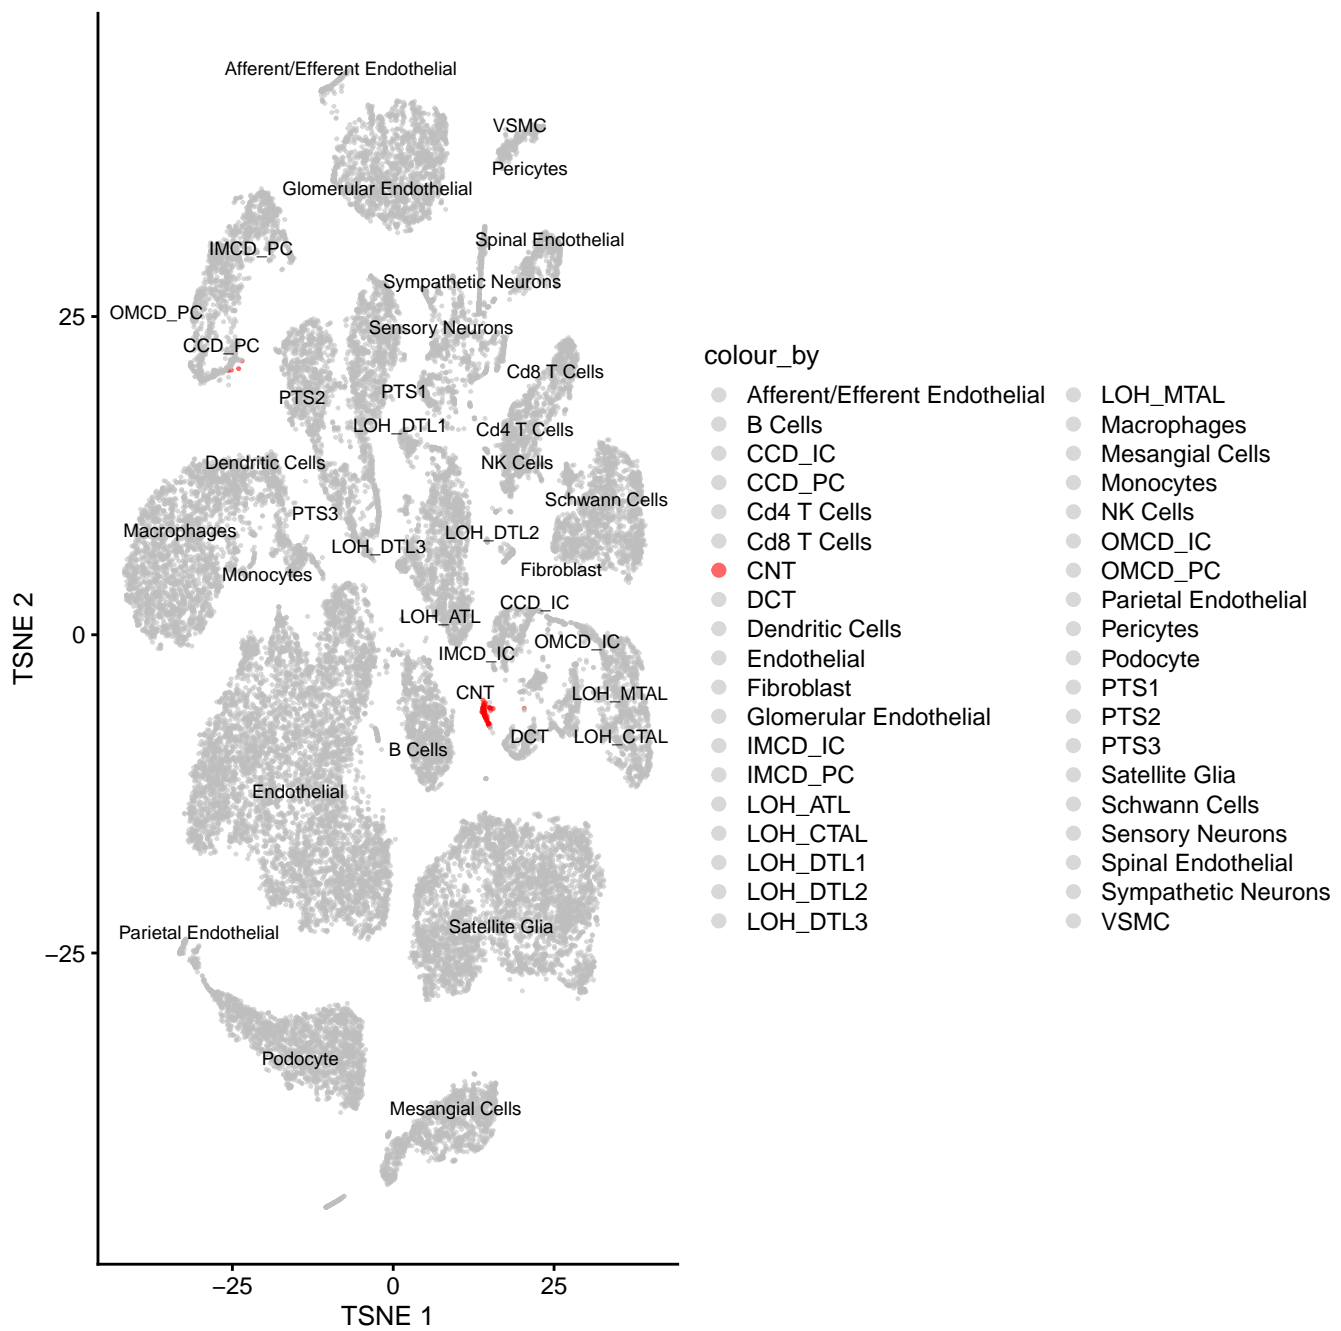 Afferent/Efferent Endothelial
VSMC
Pericytes
Glomerular Endothelial
IMCD_PC
Spinal Endothelial
Sympathetic Neurons
OMCD_PC
25
Sensory Neurons
CCD_PC
Cd8 T Cells
PTS2
PTS1
LOH_DTL1
Cd4 T Cells
Dendritic Cells
NK Cells
Schwann Cells
PTS3
Macrophages
LOH_DTL2
LOH_DTL3
Monocytes
Fibroblast
CCD_IC
LOH_ATL
0
OMCD_IC
IMCD_IC
CNT
LOH_MTAL
DCT
LOH_CTAL
B Cells
Endothelial
Satellite Glia
Parietal Endothelial
−25
Podocyte
Mesangial Cells
TSNE 2
−25
0
25
TSNE 1
colour_by
Afferent/Efferent Endothelial
B Cells
CCD_IC
CCD_PC
Cd4 T Cells
Cd8 T Cells
CNT
DCT
Dendritic Cells
Endothelial
Fibroblast
Glomerular Endothelial
IMCD_IC
IMCD_PC
LOH_ATL
LOH_CTAL
LOH_DTL1
LOH_DTL2
LOH_DTL3
LOH_MTAL
Macrophages
Mesangial Cells
Monocytes
NK Cells
OMCD_IC
OMCD_PC
Parietal Endothelial
Pericytes
Podocyte
PTS1
PTS2
PTS3
Satellite Glia
Schwann Cells
Sensory Neurons
Spinal Endothelial
Sympathetic Neurons
VSMC